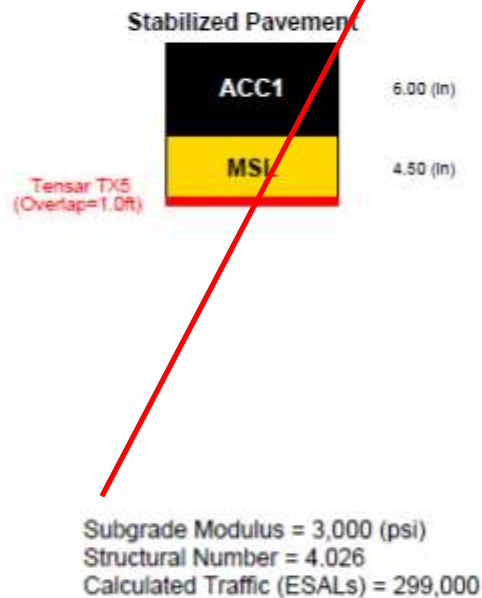 Stabilized Pavement
ACC1
6.00 (in)
MSL
4.50 (in)
Tensar TX5
(Overlap=1.0ft)
Subgrade Modulus = 3,000 (psi)
Structural Number = 4.026
Calculated Traffic (ESALs) = 299,000